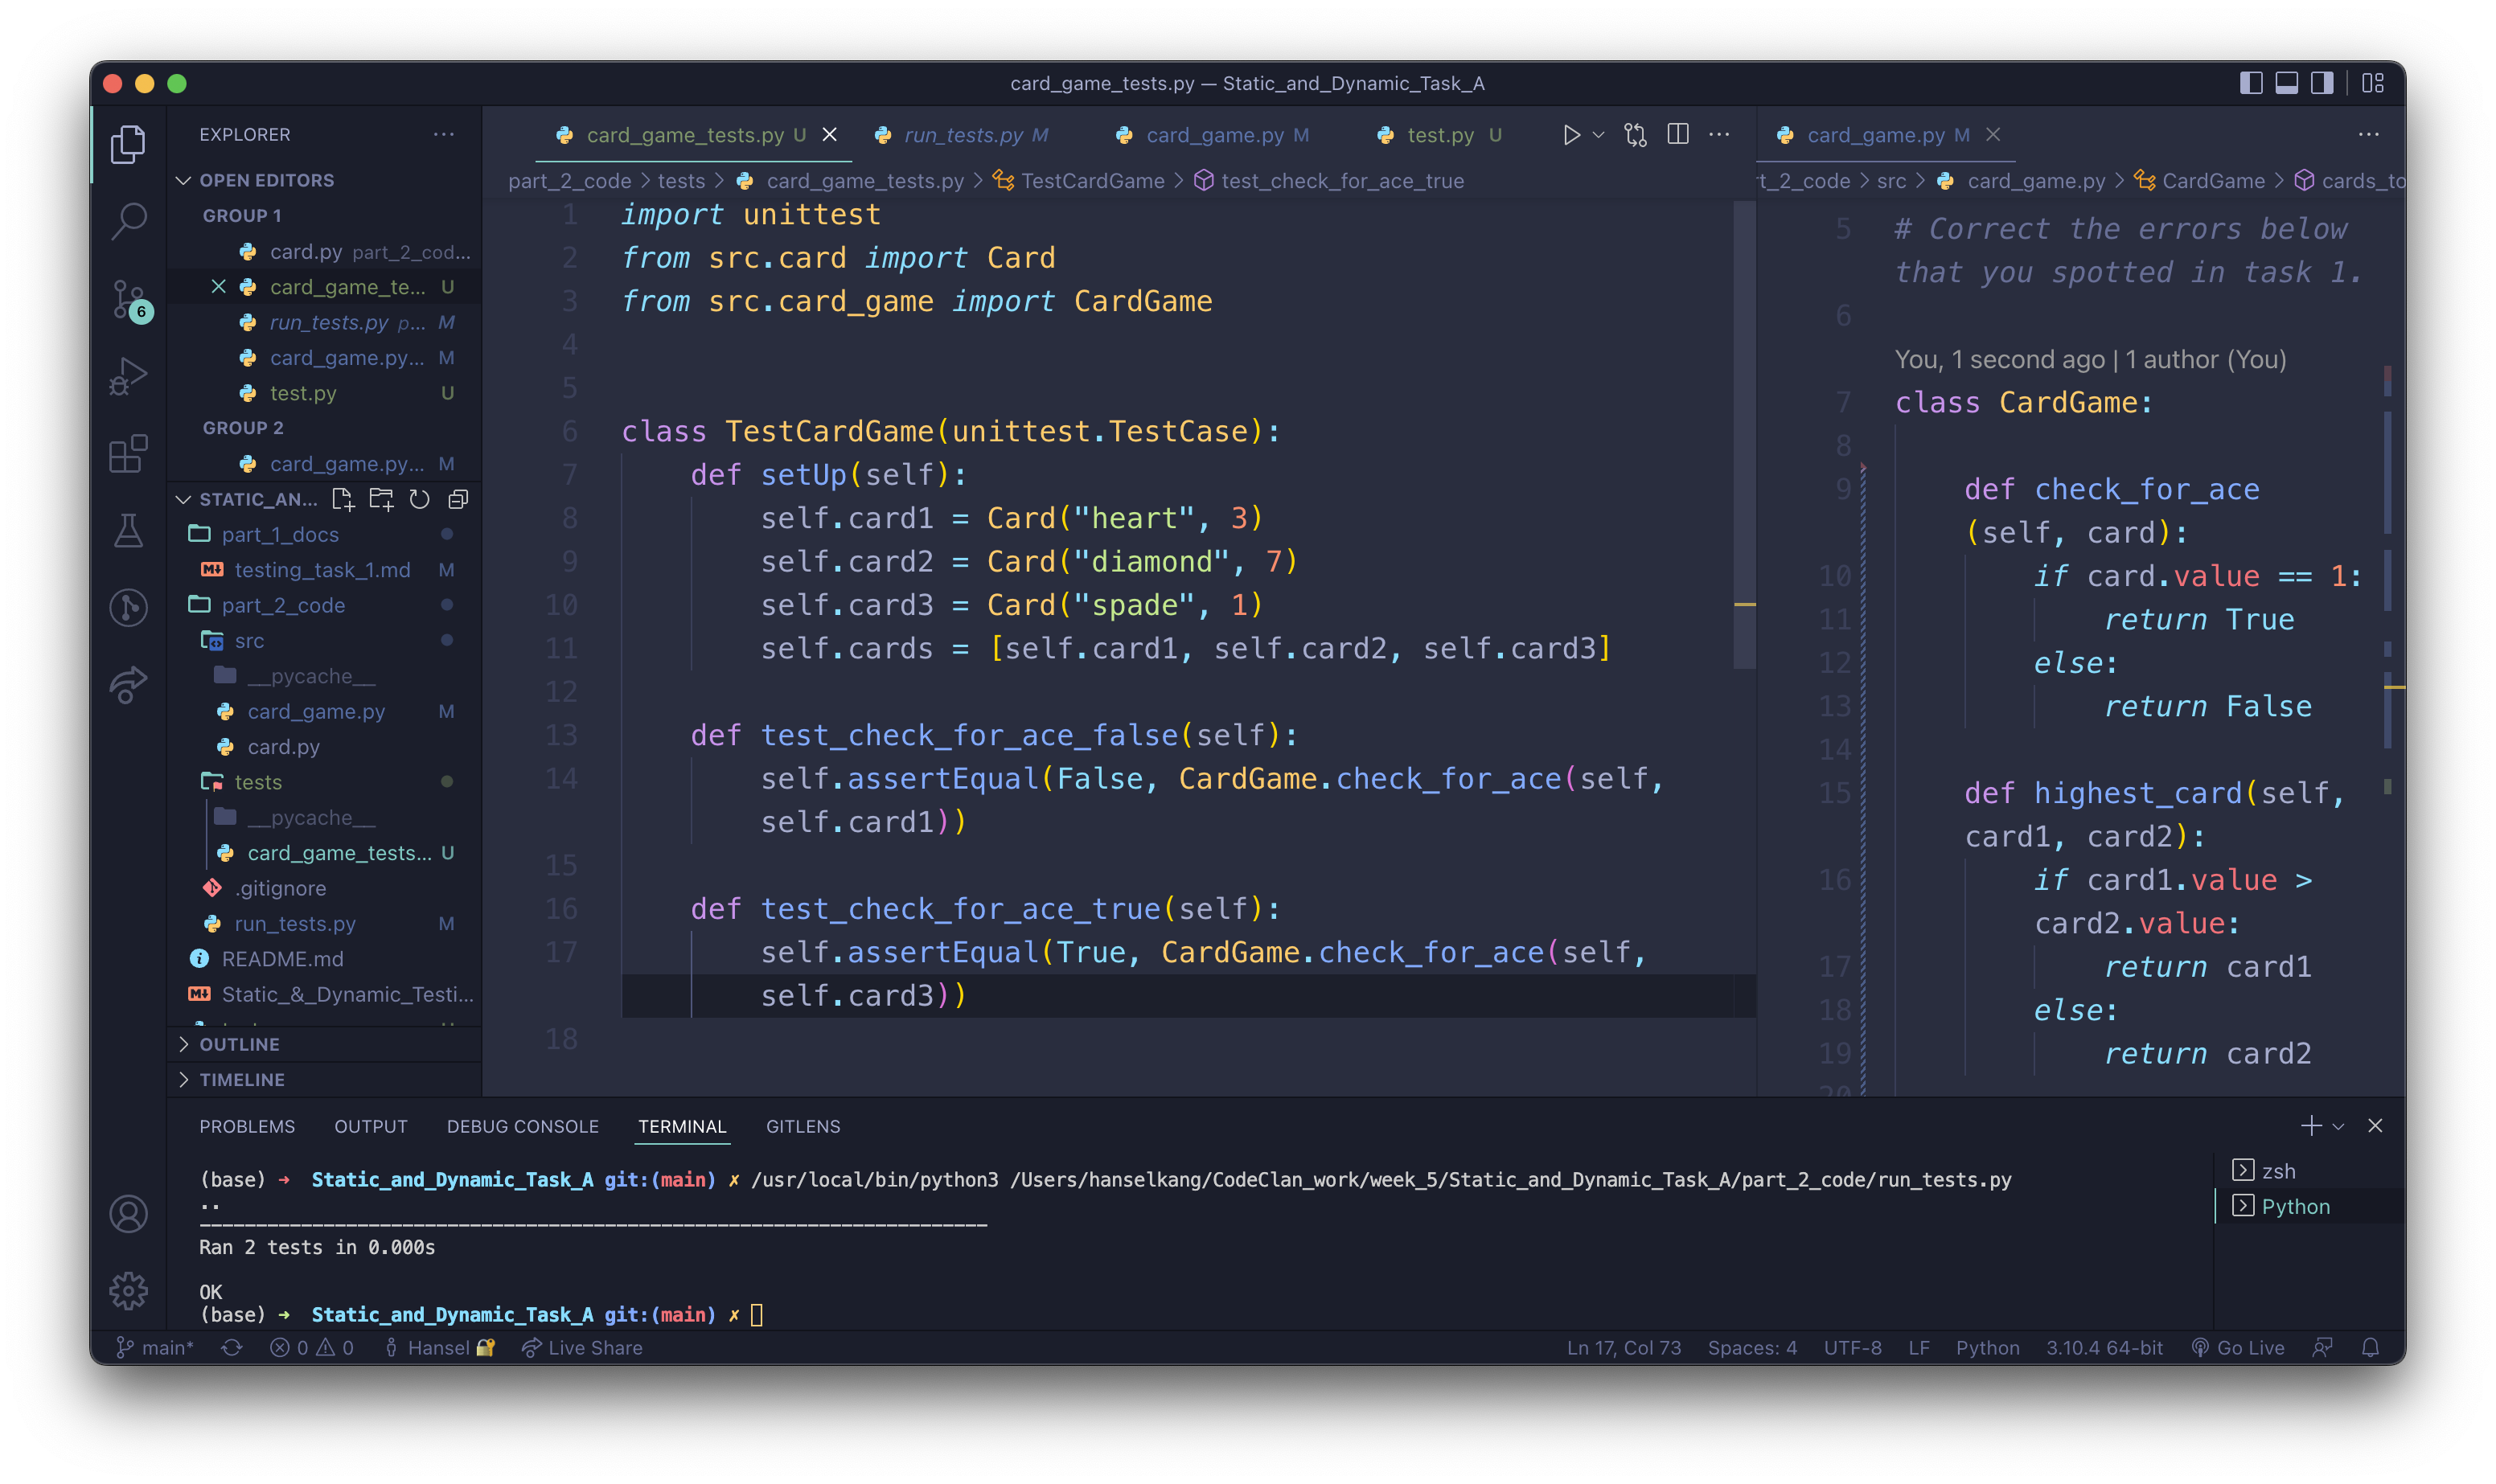 card_game_tests.py — Static_and_Dynamic_Task_A
EXPLORER
OPEN EDITORS
GROUP 1
card.py part_2_cod...
card_game_te... U
run_tests.py p... M
card_game.py... M
test.py U
GROUP 2
card_game.py... M
STATIC_AN...
part_1_docs
testing_task_1.md M
part_2_code
src
__pycache__
card_game.py M
card.py
tests
__pycache__
card_game_tests... U
.gitignore
run_tests.py M
README.md
Static_&_Dynamic_Testi...
OUTLINE
TIMELINE
6
card_game_tests.py U
run_tests.py M
card_game.py M
test.py U
part_2_code > tests > card_game_tests.py > TestCardGame > test_check_for_ace_true
1 import unittest
2 from src.card import Card
3 from src.card_game import CardGame
4
5
6 class TestCardGame(unittest.TestCase):
7 def setUp(self):
8 self.card1 = Card("heart", 3)
9 self.card2 = Card("diamond", 7)
10 self.card3 = Card("spade", 1)
11 self.cards = [self.card1, self.card2, self.card3]
12
13 def test_check_for_ace_false(self):
14 self.assertEqual(False, CardGame.check_for_ace(self,
self.card1))
15
16 def test_check_for_ace_true(self):
17 self.assertEqual(True, CardGame.check_for_ace(self,
self.card3))
18
card_game.py M
t_2_code > src > card_game.py > CardGame > cards_to
5 # Correct the errors below
that you spotted in task 1.
6
You, 1 second ago | 1 author (You)
7 class CardGame:
8
9 def check_for_ace
(self, card):
10 if card.value == 1:
11 return True
12 else:
13 return False
14
15 def highest_card(self,
card1, card2):
16 if card1.value >
card2.value:
17 return card1
18 else:
19 return card2
20
PROBLEMS OUTPUT DEBUG CONSOLE TERMINAL GITLENS
(base) → Static_and_Dynamic_Task_A git:(main) ✗ /usr/local/bin/python3 /Users/hanselkang/CodeClan_work/week_5/Static_and_Dynamic_Task_A/part_2_code/run_tests.py
..
----------------------------------------------------------------------
Ran 2 tests in 0.000s
OK
(base) → Static_and_Dynamic_Task_A git:(main) ✗
zsh
Python
main* 0 0 Hansel 🔐 Live Share
Ln 17, Col 73 Spaces: 4 UTF-8 LF Python 3.10.4 64-bit Go Live